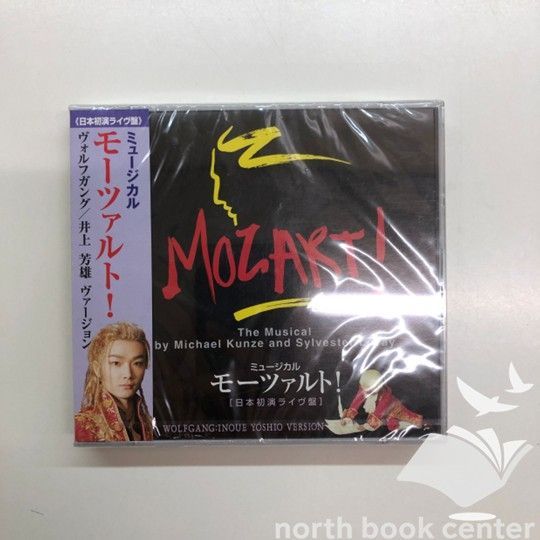 《日本初演ライヴ盤》
ミュージカル
モーツァルト!
ヴォルフガング/井上 芳雄 ヴァージョン
MOZART!
The Musical
by Michael Kunze and Sylvester
ミュージカル
モーツァルト!
[日本初演ライヴ盤]
WOLFGANG:INOUE YOSHIO VERSION
north book center